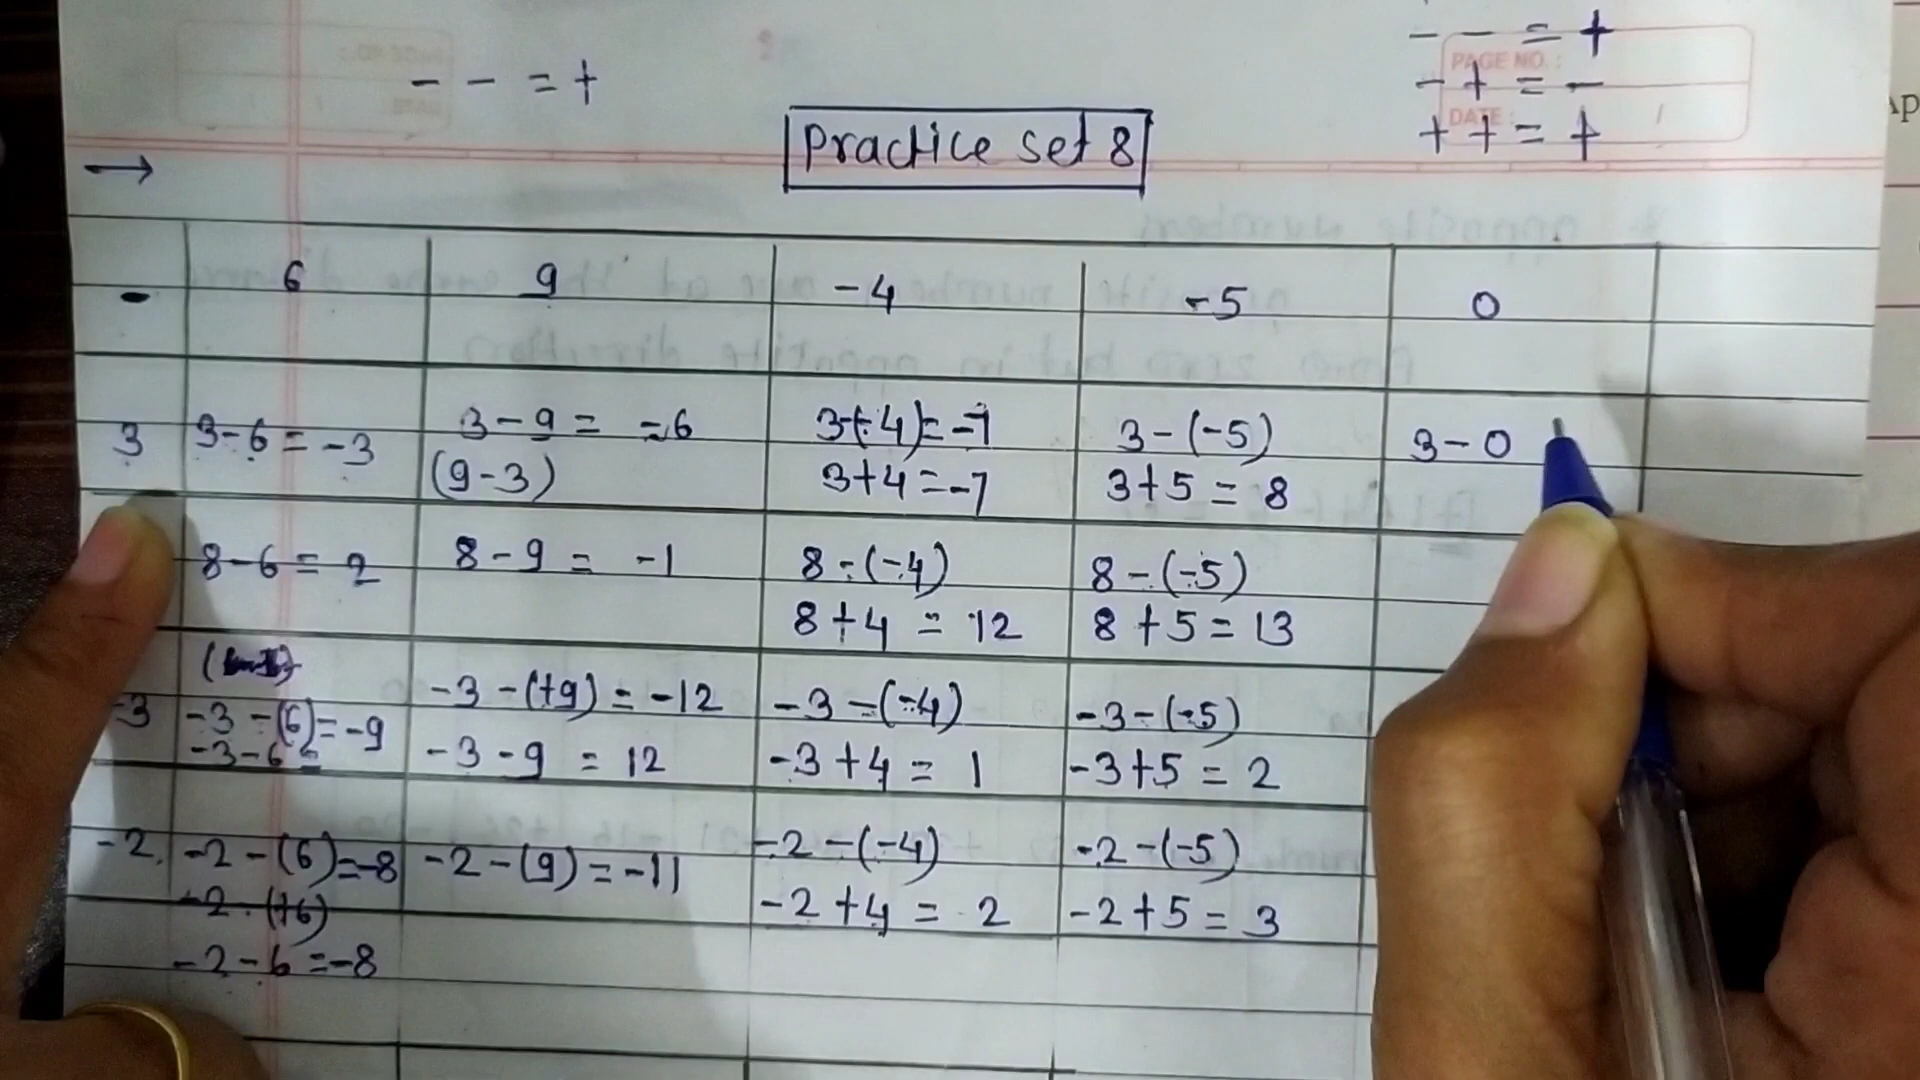 - - = +
- - = +
- + = -
+ + = +
PAGE NO. :
DATE :
Practice set 8
→
- 6 9 -4 -5 0
3 3-6 = -3 3-9 = -6 3-(-4) = -7 3-(-5) 3-0
(9-3) 3+4 = -7 3+5 = 8
8-6 = 2 8-9 = -1 8-(-4) 8-(-5)
8+4 = 12 8+5 = 13
-3 -3-(6) = -9 -3-(+9) = -12 -3-(-4) -3-(-5)
-3-6 = -3-9 = 12 -3+4 = 1 -3+5 = 2
-2 -2-(6) = -8 -2-(9) = -11 -2-(-4) -2-(-5)
-2-(+6) -2+4 = 2 -2+5 = 3
-2-6 = -8